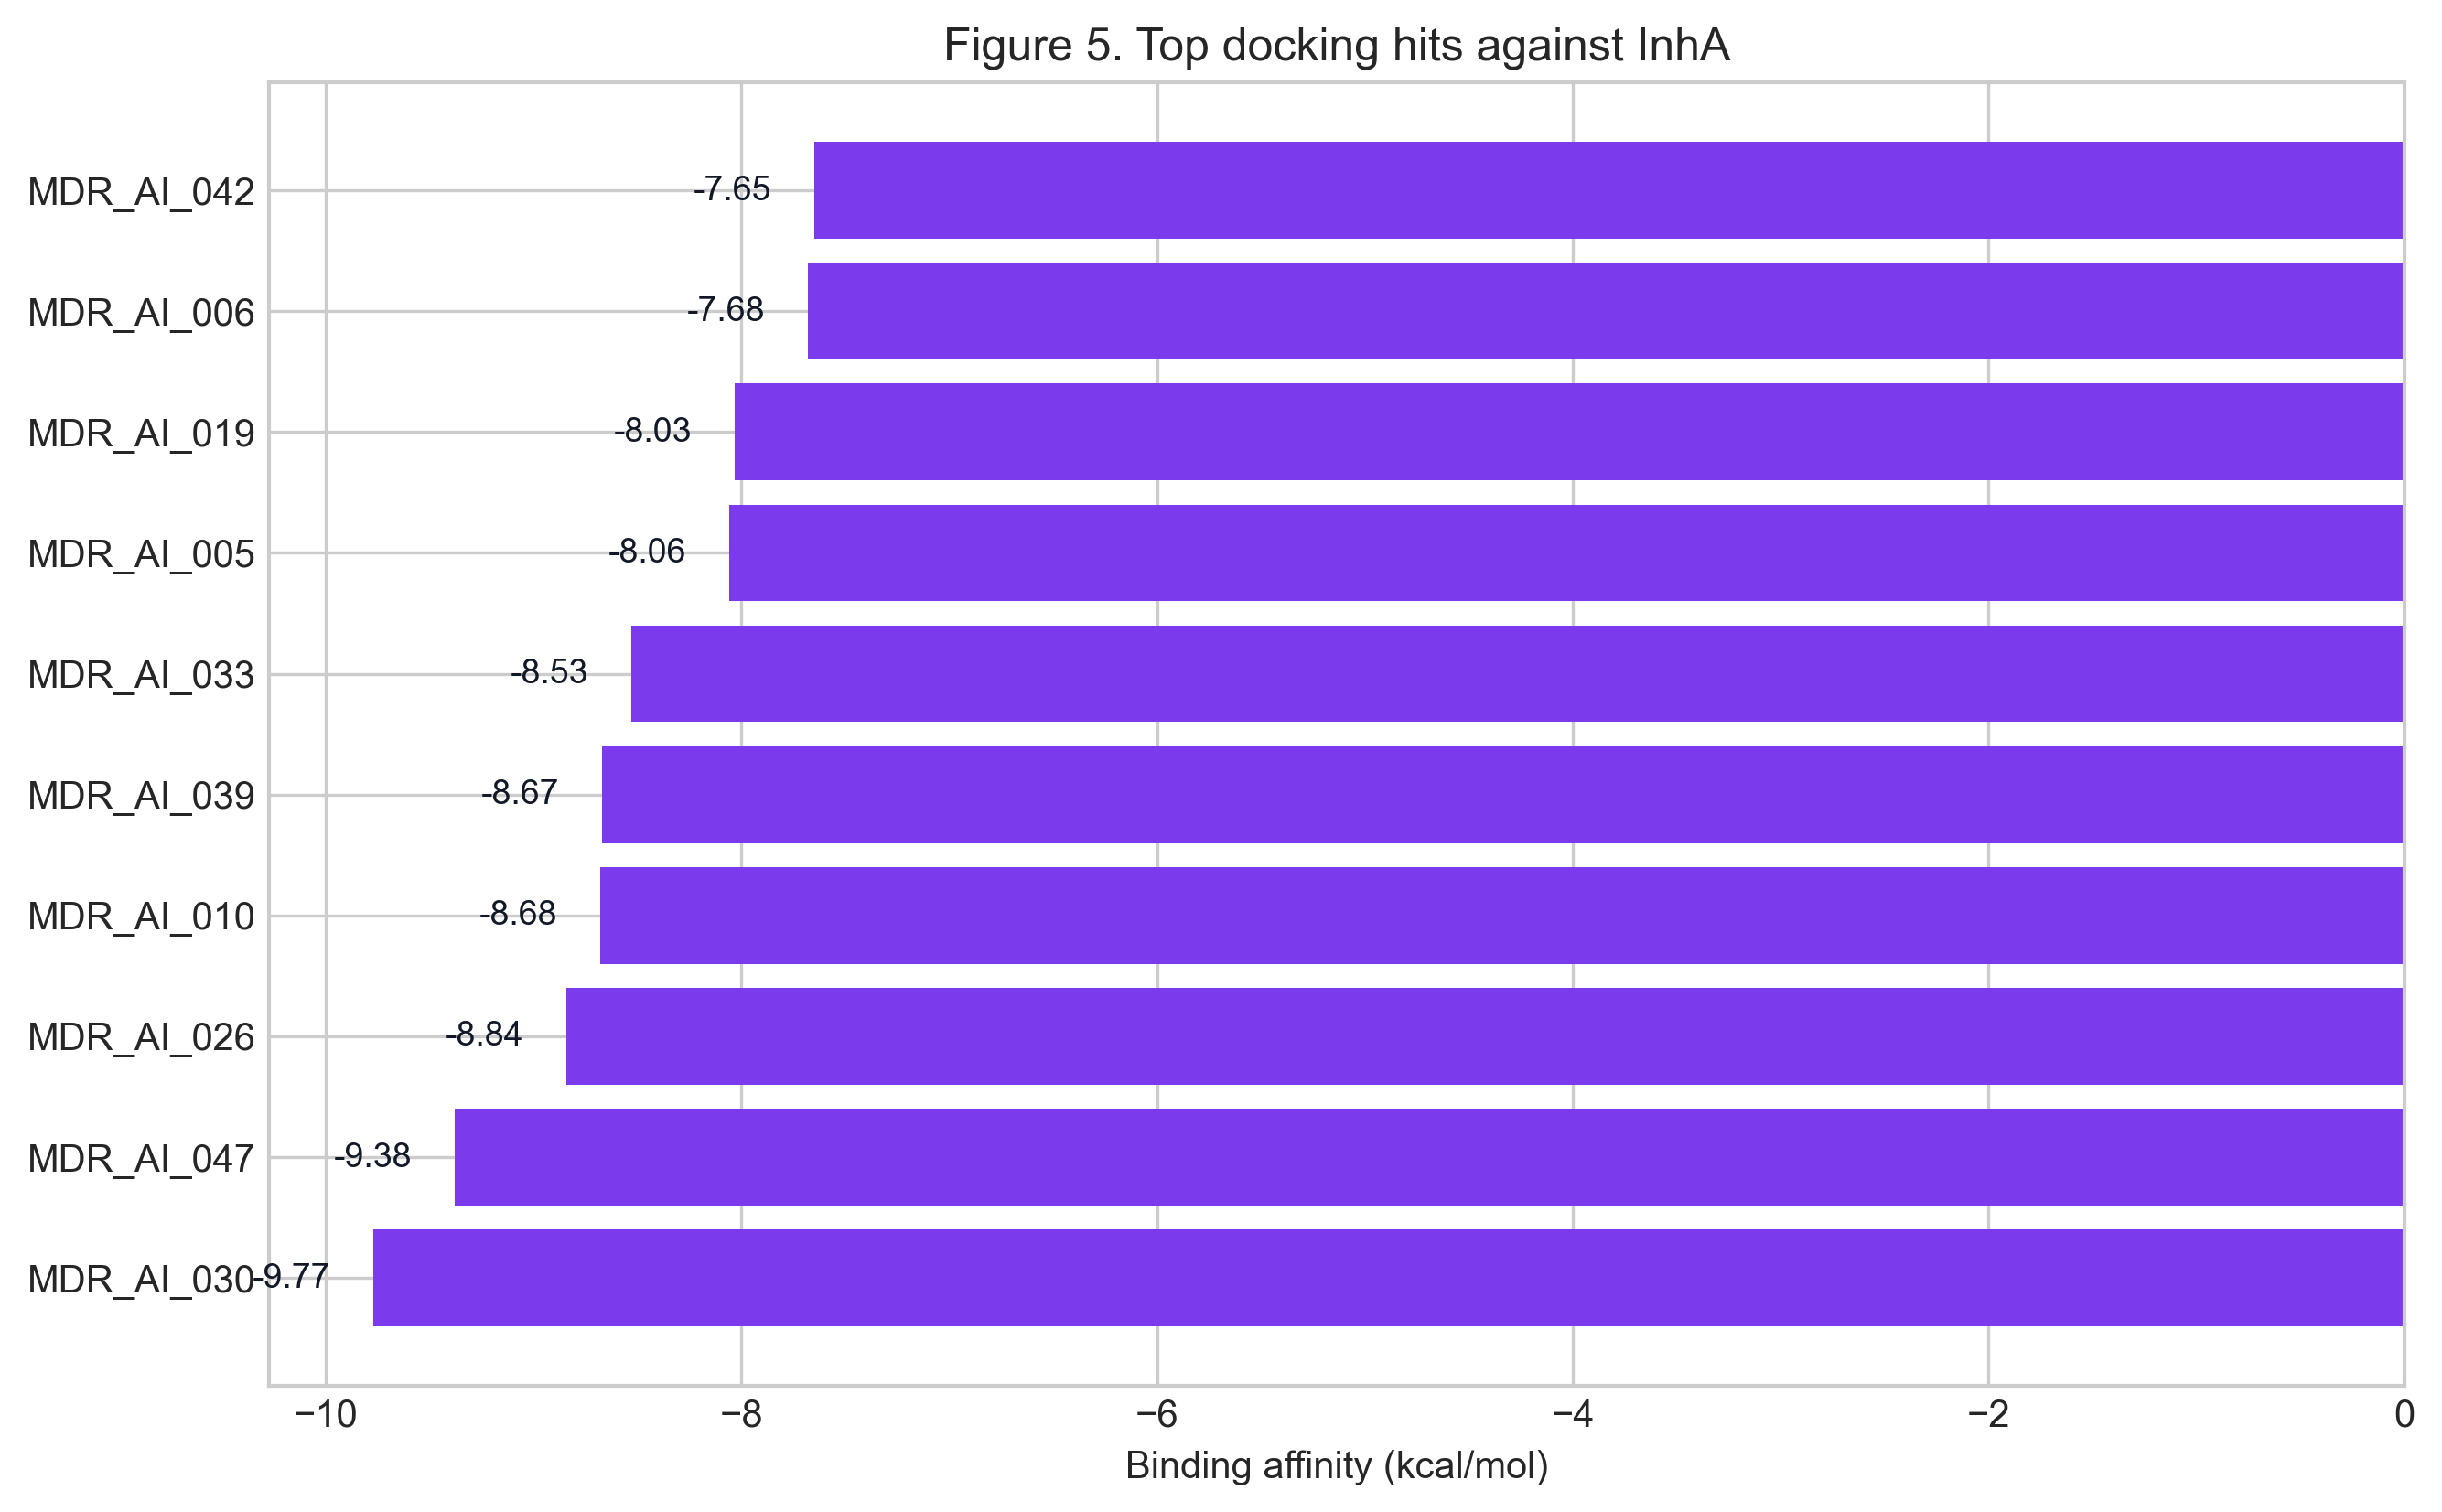 Figure 5. Top docking hits against InhA
MDR_AI_042 -7.65
MDR_AI_006 -7.68
MDR_AI_019 -8.03
MDR_AI_005 -8.06
MDR_AI_033 -8.53
MDR_AI_039 -8.67
MDR_AI_010 -8.68
MDR_AI_026 -8.84
MDR_AI_047 -9.38
MDR_AI_030 -9.77
−10 −8 −6 −4 −2 0
Binding affinity (kcal/mol)